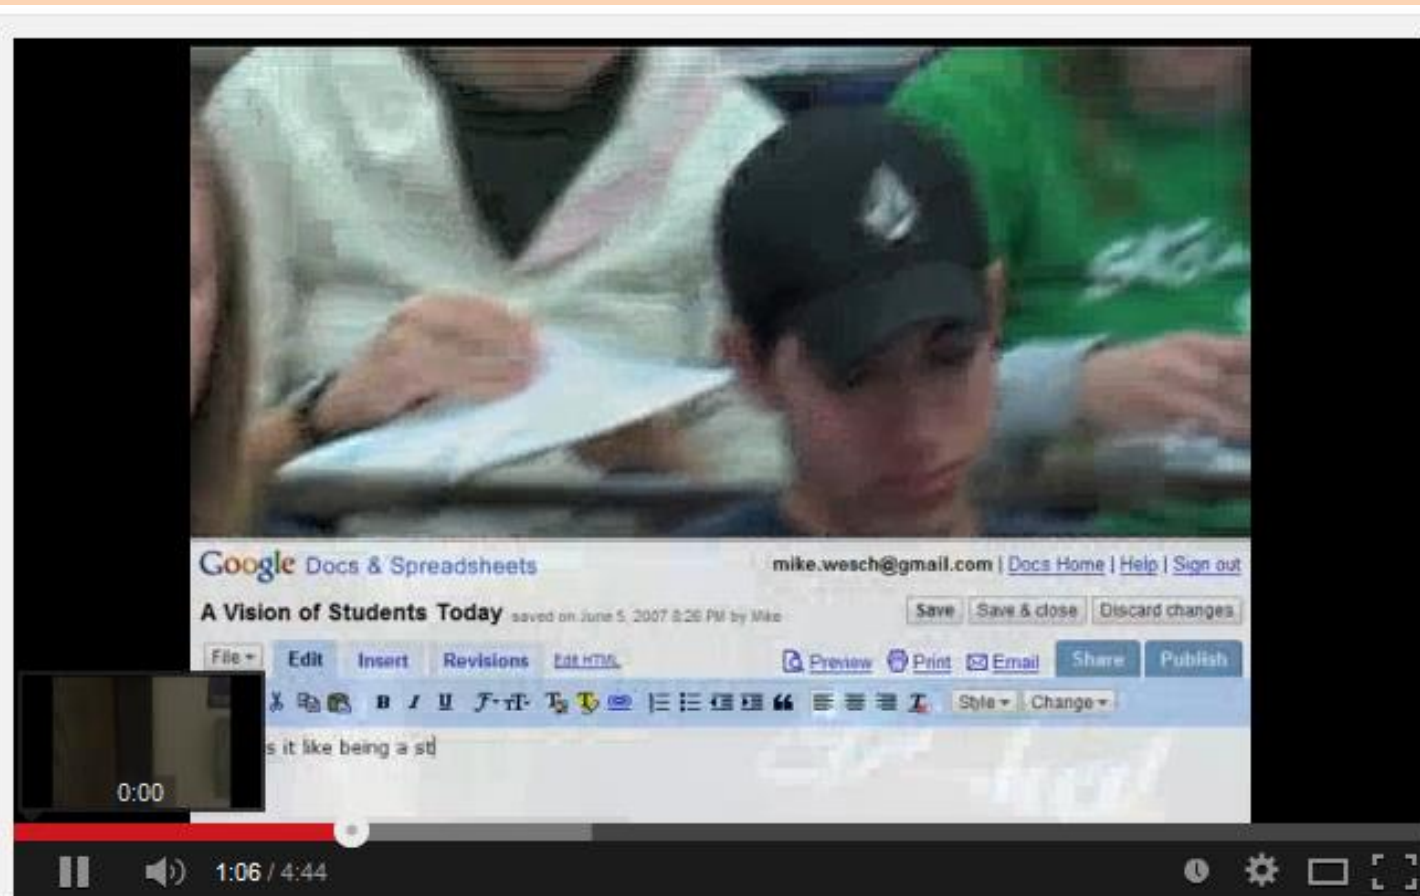 Google Docs & Spreadsheets
mike.wesch@gmail.com | Docs Home | Help | Sign out
A Vision of Students Today saved on June 5, 2007 8:26 PM by Mike
Save Save & close Discard changes
File Edit Insert Revisions Edit HTML Preview Print Email Share Publish
B I U Style Change
s it like being a st
0:00
1:06 / 4:44